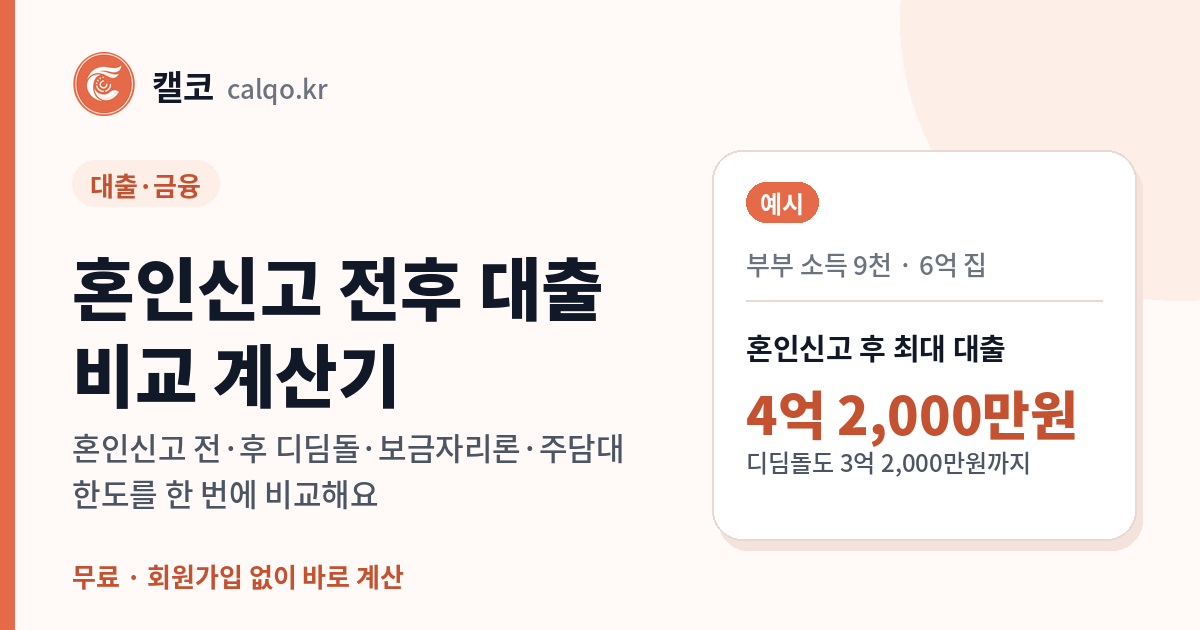 캘코 calqo.kr
대출·금융
혼인신고 전후 대출
비교 계산기
혼인신고 전·후 디딤돌·보금자리론·주담대
한도를 한 번에 비교해요
무료 · 회원가입 없이 바로 계산
예시
부부 소득 9천 · 6억 집
혼인신고 후 최대 대출
4억 2,000만원
디딤돌도 3억 2,000만원까지